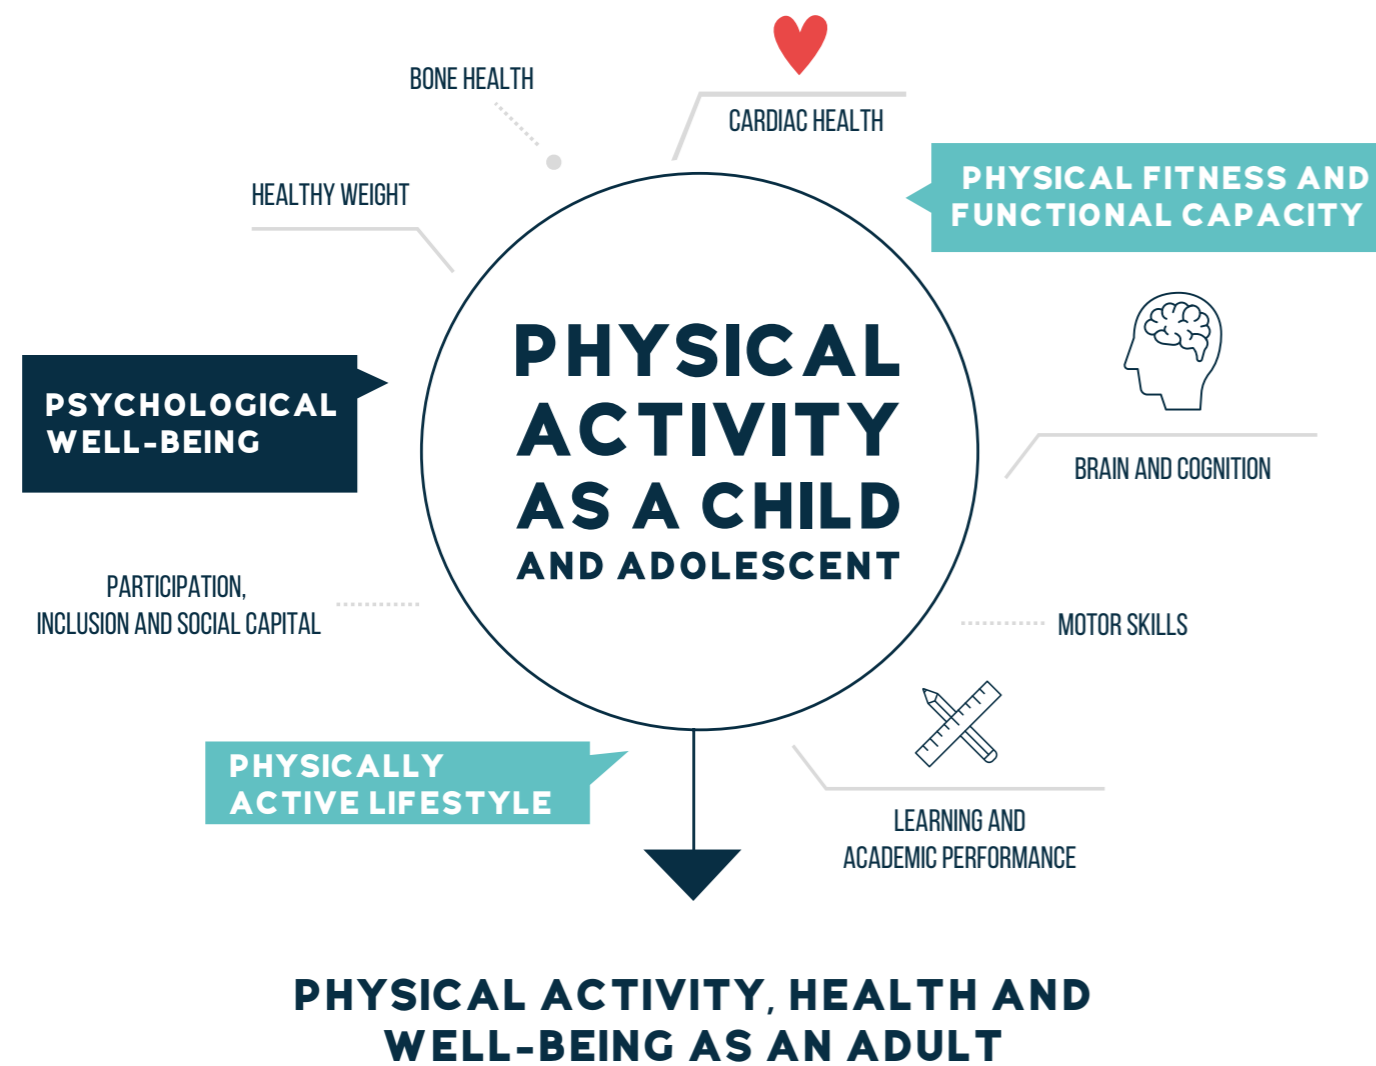 BONE HEALTH
CARDIAC HEALTH
PHYSICAL FITNESS AND
FUNCTIONAL CAPACITY
HEALTHY WEIGHT
PHYSICAL
ACTIVITY
AS A CHILD
AND ADOLESCENT
PSYCHOLOGICAL
WELL-BEING
BRAIN AND COGNITION
PARTICIPATION,
INCLUSION AND SOCIAL CAPITAL
MOTOR SKILLS
PHYSICALLY
ACTIVE LIFESTYLE
LEARNING AND
ACADEMIC PERFORMANCE
PHYSICAL ACTIVITY, HEALTH AND
WELL-BEING AS AN ADULT